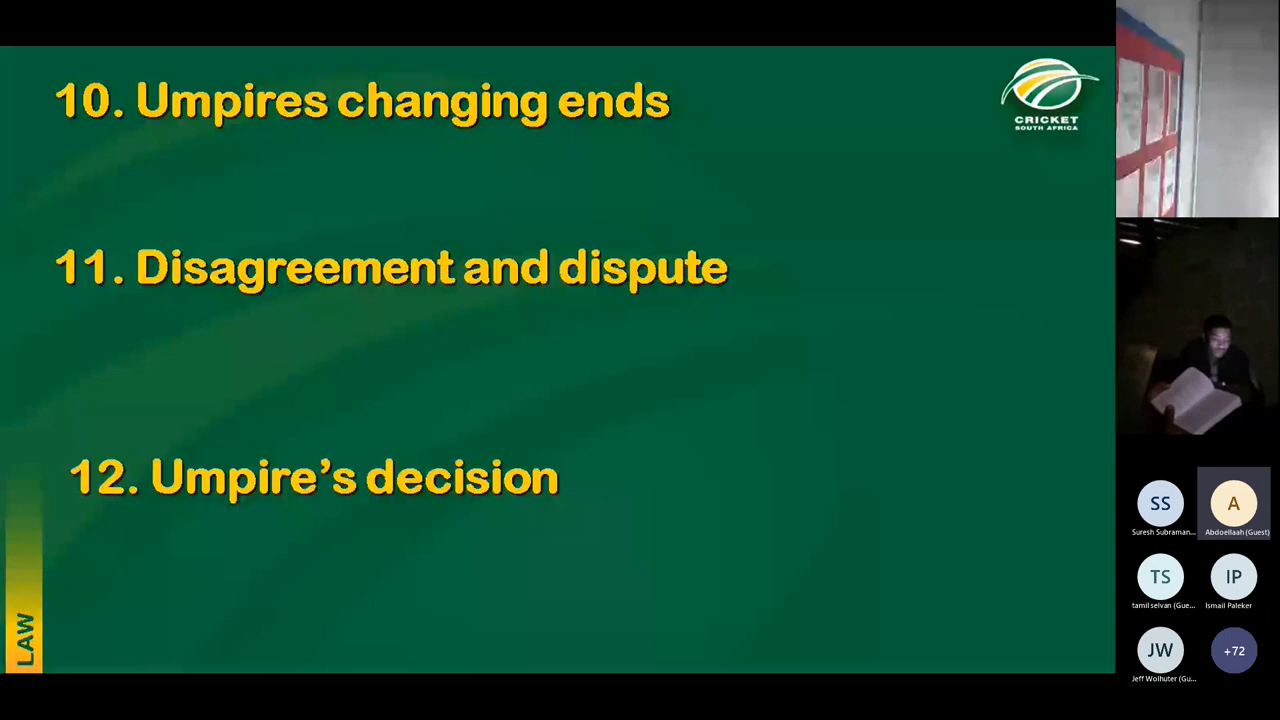 10. Umpires changing ends
CRICKET
SOUTH AFRICA
11. Disagreement and dispute
12. Umpire’s decision
LAW
SS
Suresh Subraman...
A
Abdoellaah (Guest)
TS
tamil selvan (Gue...
IP
Ismail Paleker
JW
Jeff Wolhuter (Gu...
+72